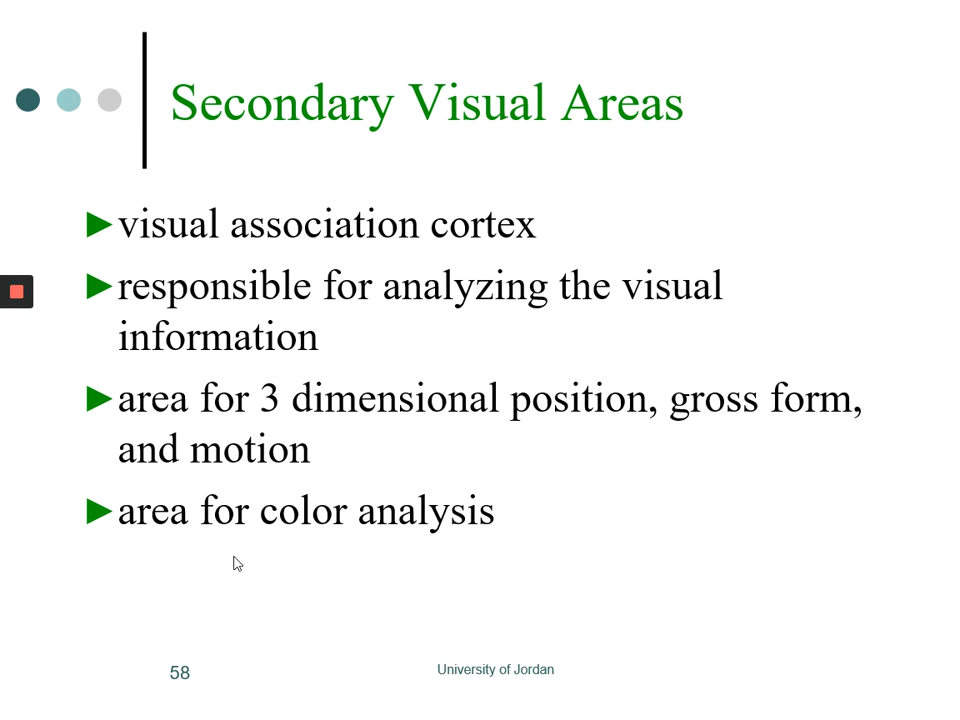 Secondary Visual Areas
►visual association cortex
►responsible for analyzing the visual
information
►area for 3 dimensional position, gross form,
and motion
►area for color analysis
58
University of Jordan